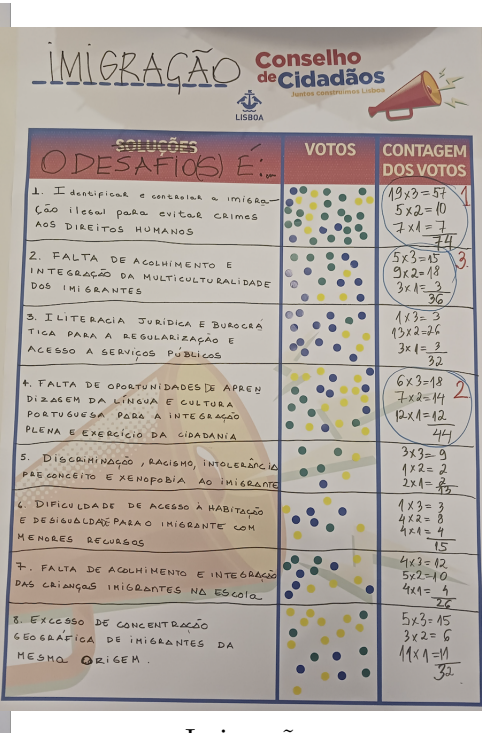 IMIGRAÇÃO
Conselho
de Cidadãos
Juntos Construímos Lisboa
LISBOA
SOLUÇÕES
O DESAFIO(S) É:...
VOTOS
CONTAGEM
DOS VOTOS
1. Identificar e controlar a imigra-
ção ilegal para evitar crimes
AOS DIREITOS HUMANOS
19x3=57
5x2=10
7x1=7
74
1
2. FALTA DE ACOLHIMENTO E
INTEGRAÇÃO DA MULTICULTURALIDADE
DOS IMIGRANTES
5x3=15
9x2=18
3x1=3
36
3.
3. ILITERACIA JURÍDICA E BUROCRÁ
TICA PARA A REGULARIZAÇÃO E
ACESSO A SERVIÇOS PÚBLICOS
1x3=3
13x2=26
3x1=3
32
4. FALTA DE OPORTUNIDADES DE APREN
DIZAGEM DA LÍNGUA E CULTURA
PORTUGUESA PARA A INTEGRAÇÃO
PLENA E EXERCÍCIO DA CIDADANIA
6x3=18
7x2=14
12x1=12
44
2
5. DISCRIMINAÇÃO, RACISMO, INTOLERÂNCIA
PRECONCEITO E XENOFOBIA AO IMIGRANTE
3x3=9
1x2=2
2x1=2
13
6. DIFICULDADE DE ACESSO À HABITAÇÃO
E DESIGUALDADE PARA O IMIGRANTE COM
MENORES RECURSOS
1x3=3
4x2=8
4x1=4
15
7. FALTA DE ACOLHIMENTO E INTEGRAÇÃO
DAS CRIANÇAS IMIGRANTES NA ESCOLA
4x3=12
5x2=10
4x1=4
26
8. EXCESSO DE CONCENTRAÇÃO
GEOGRÁFICA DE IMIGRANTES DA
MESMA ORIGEM.
5x3=15
3x2=6
11x1=11
32